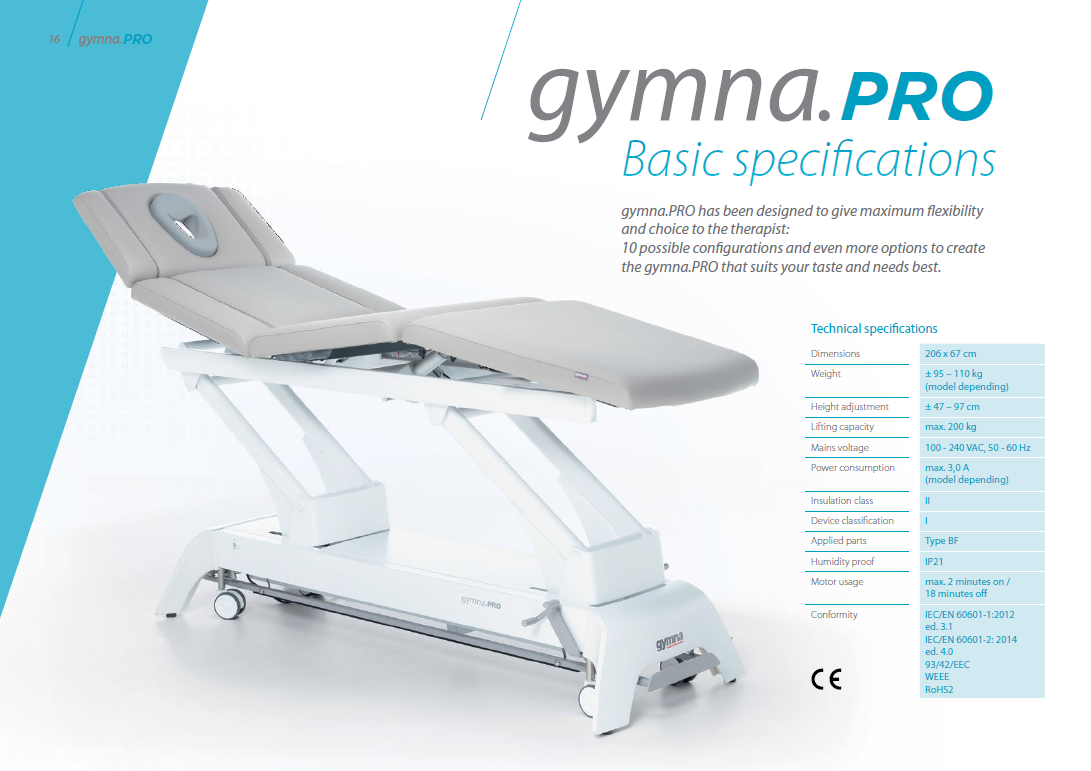 16 gymna.PRO
gymna.PRO
Basic specifications
gymna.PRO has been designed to give maximum flexibility
and choice to the therapist:
10 possible configurations and even more options to create
the gymna.PRO that suits your taste and needs best.
Technical specifications
Dimensions 206 x 67 cm
Weight ± 95 – 110 kg
(model depending)
Height adjustment ± 47 – 97 cm
Lifting capacity max. 200 kg
Mains voltage 100 - 240 VAC, 50 - 60 Hz
Power consumption max. 3,0 A
(model depending)
Insulation class II
Device classification I
Applied parts Type BF
Humidity proof IP21
Motor usage max. 2 minutes on /
18 minutes off
Conformity IEC/EN 60601-1:2012
ed. 3.1
IEC/EN 60601-2: 2014
ed. 4.0
93/42/EEC
WEEE
RoHS2
CE
gymna.PRO
gymna